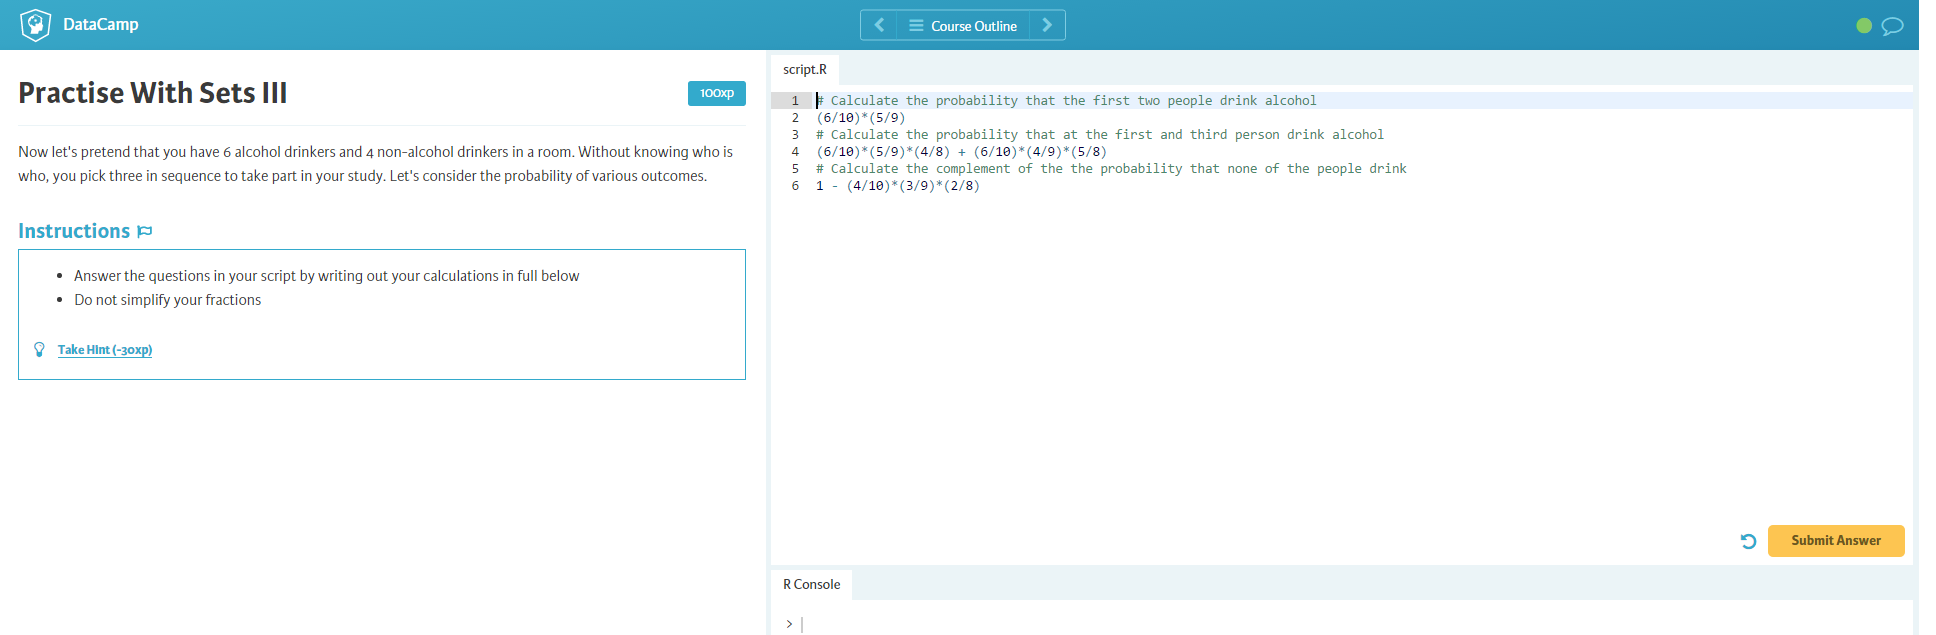 DataCamp
Course Outline
Practise With Sets III
100xp
Now let's pretend that you have 6 alcohol drinkers and 4 non-alcohol drinkers in a room. Without knowing who is
who, you pick three in sequence to take part in your study. Let's consider the probability of various outcomes.
Instructions
• Answer the questions in your script by writing out your calculations in full below
• Do not simplify your fractions
Take Hint (-30xp)
script.R
1 # Calculate the probability that the first two people drink alcohol
2 (6/10)*(5/9)
3 # Calculate the probability that at the first and third person drink alcohol
4 (6/10)*(5/9)*(4/8) + (6/10)*(4/9)*(5/8)
5 # Calculate the complement of the the probability that none of the people drink
6 1 - (4/10)*(3/9)*(2/8)
Submit Answer
R Console
>